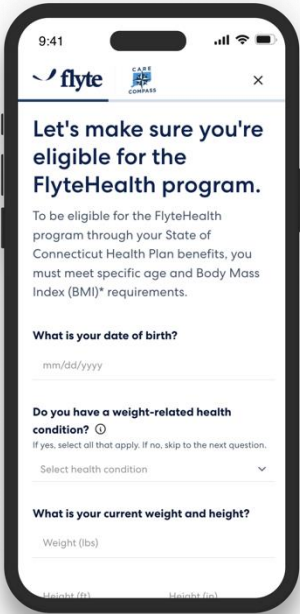 9:41
flyte
CARE
COMPASS
×
Let's make sure you're
eligible for the
FlyteHealth program.
To be eligible for the FlyteHealth
program through your State of
Connecticut Health Plan benefits, you
must meet specific age and Body Mass
Index (BMI)* requirements.
What is your date of birth?
mm/dd/yyyy
Do you have a weight-related health
condition? ⓘ
If yes, select all that apply. If no, skip to the next question.
Select health condition
What is your current weight and height?
Weight (lbs)
Height (ft) Height (in)